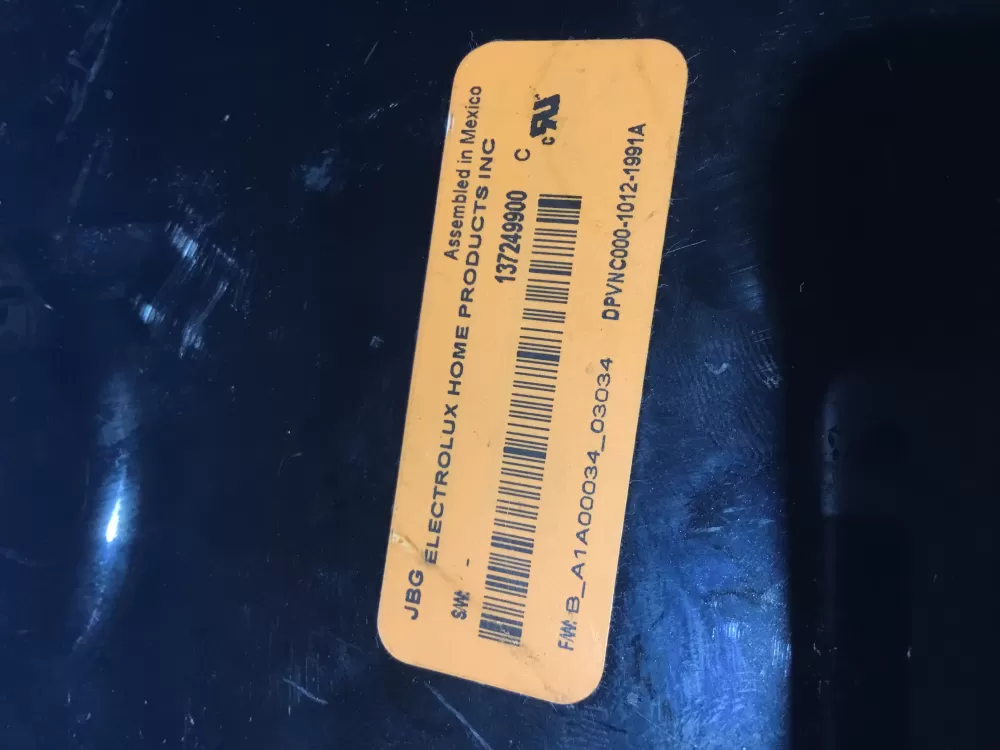 Assembled in Mexico
JBG ELECTROLUX HOME PRODUCTS INC
S/W: - 137249900 C
F/W: B_A1A00034_03034 DPVNC000-1012-1991A